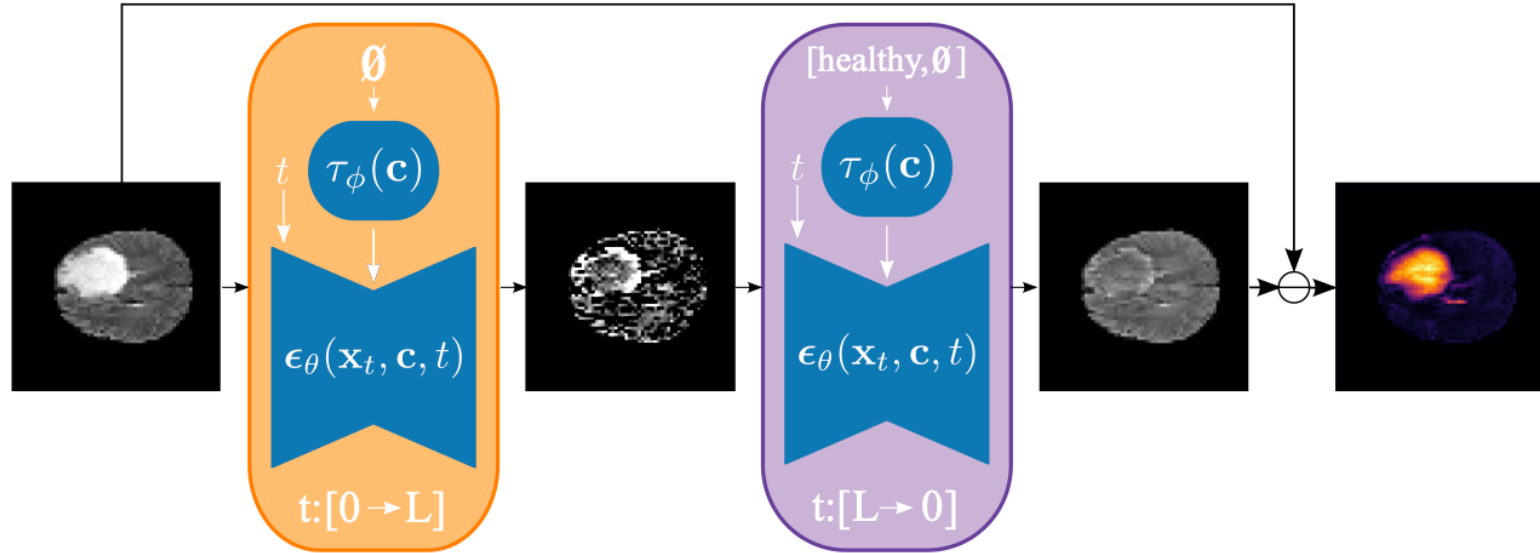 ∅
t
τ_ϕ(𝐜)
ϵ_θ(𝐱_t, 𝐜, t)
t:[0→L]
[healthy,∅]
t
τ_ϕ(𝐜)
ϵ_θ(𝐱_t, 𝐜, t)
t:[L→0]